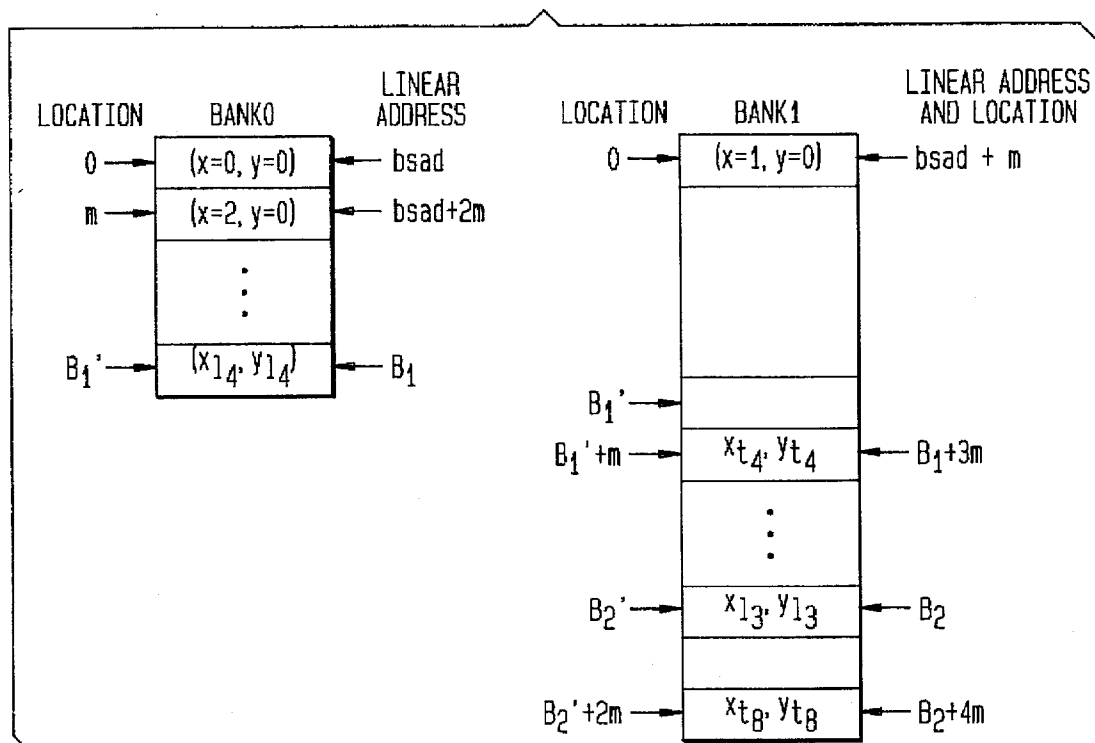 LOCATION BANK0 LINEAR ADDRESS
0 (x=0, y=0) bsad
m (x=2, y=0) bsad+2m
B1' (xl4, yl4) B1
LOCATION BANK1 LINEAR ADDRESS AND LOCATION
0 (x=1, y=0) bsad + m
B1'
B1'+m xt4, yt4 B1+3m
B2' xl3, yl3 B2
B2'+2m xt8, yt8 B2+4m